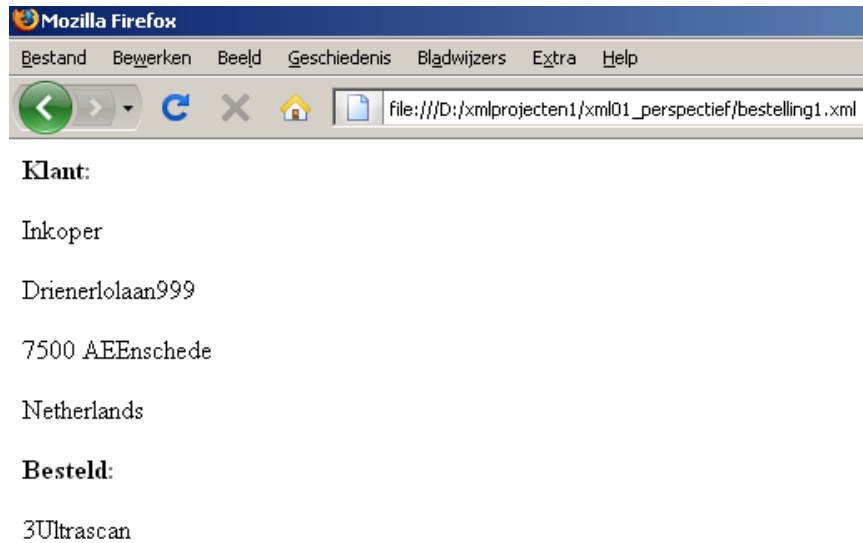 Mozilla Firefox
Bestand Bewerken Beeld Geschiedenis Bladwijzers Extra Help
file:///D:/xmlprojecten1/xml01_perspectief/bestelling1.xml
Klant:
Inkoper
Drienerlolaan999
7500 AEEnschede
Netherlands
Besteld:
3Ultrascan